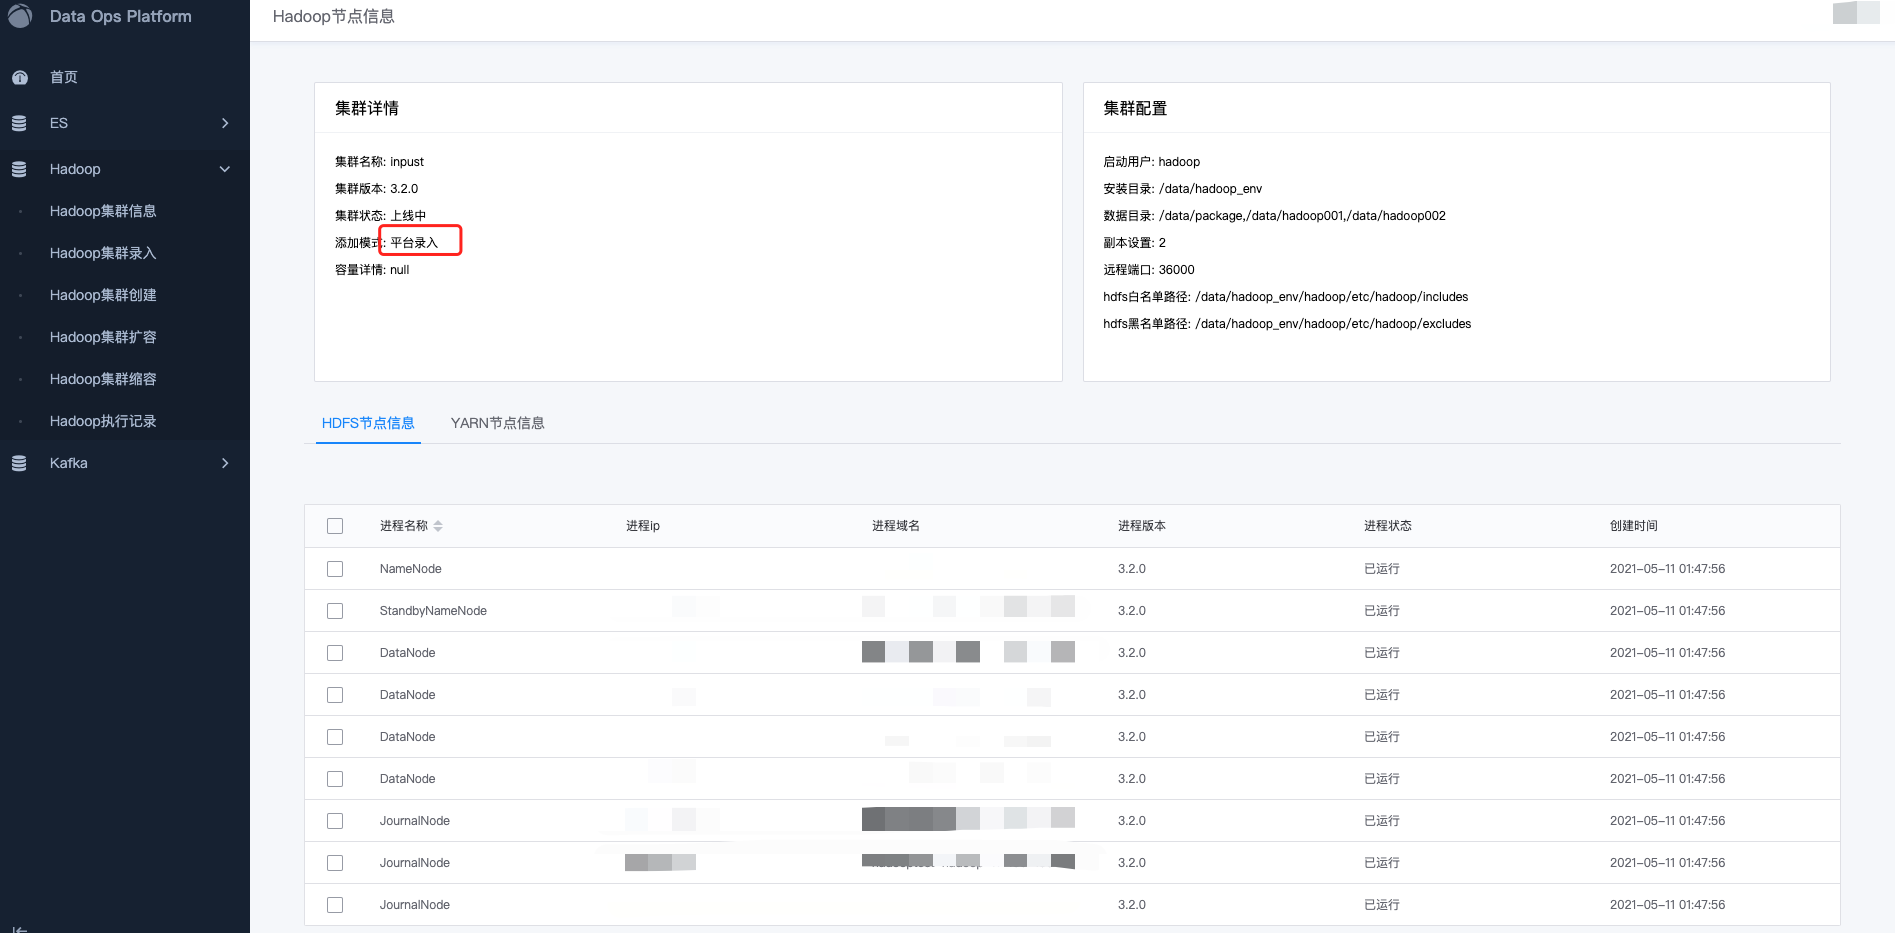 Data Ops Platform
首页
ES
Hadoop
Hadoop集群信息
Hadoop集群录入
Hadoop集群创建
Hadoop集群扩容
Hadoop集群缩容
Hadoop执行记录
Kafka
Hadoop节点信息
集群详情
集群名称: inpust
集群版本: 3.2.0
集群状态: 上线中
添加模式: 平台录入
容量详情: null
集群配置
启动用户: hadoop
安装目录: /data/hadoop_env
数据目录: /data/package,/data/hadoop001,/data/hadoop002
副本设置: 2
远程端口: 36000
hdfs白名单路径: /data/hadoop_env/hadoop/etc/hadoop/includes
hdfs黑名单路径: /data/hadoop_env/hadoop/etc/hadoop/excludes
HDFS节点信息 YARN节点信息
进程名称 进程ip 进程域名 进程版本 进程状态 创建时间
NameNode 3.2.0 已运行 2021-05-11 01:47:56
StandbyNameNode 3.2.0 已运行 2021-05-11 01:47:56
DataNode 3.2.0 已运行 2021-05-11 01:47:56
DataNode 3.2.0 已运行 2021-05-11 01:47:56
DataNode 3.2.0 已运行 2021-05-11 01:47:56
DataNode 3.2.0 已运行 2021-05-11 01:47:56
JournalNode 3.2.0 已运行 2021-05-11 01:47:56
JournalNode 3.2.0 已运行 2021-05-11 01:47:56
JournalNode 3.2.0 已运行 2021-05-11 01:47:56